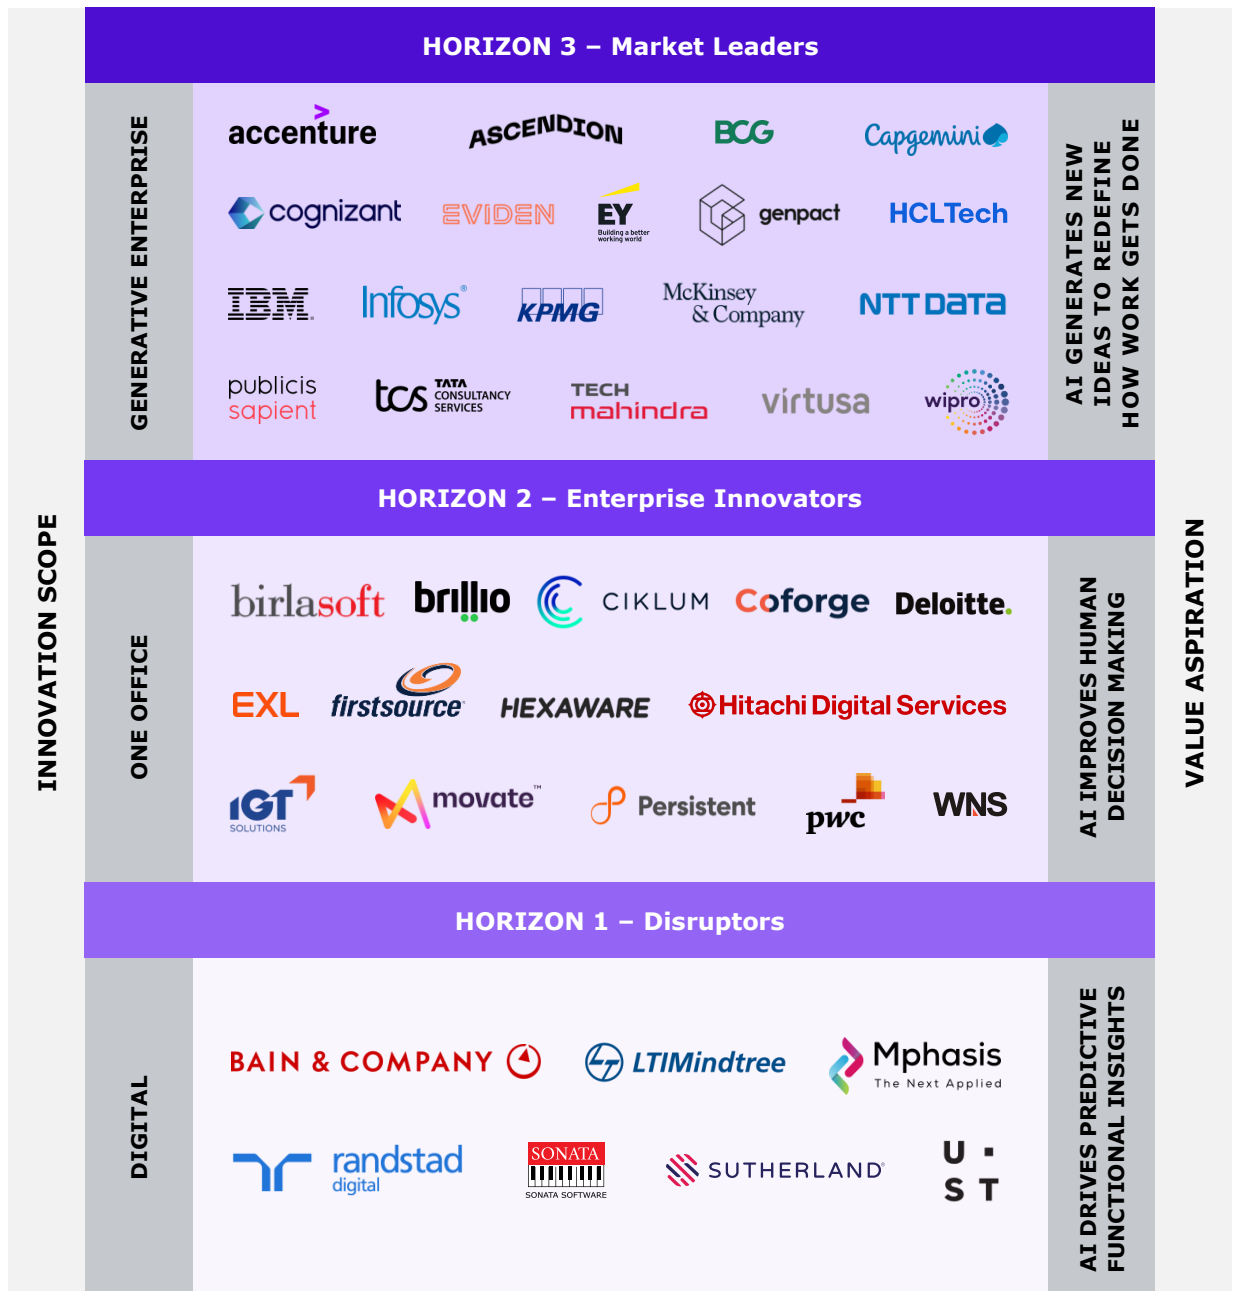 HORIZON 3 – Market Leaders
INNOVATION SCOPE
VALUE ASPIRATION
GENERATIVE ENTERPRISE
accenture
ASCENDION
BCG
Capgemini
cognizant
EVIDEN
EY
Building a better
working world
genpact
HCLTech
IBM®
Infosys®
KPMG
McKinsey
& Company
NTT DATA
publicis
sapient
tcs
TATA
CONSULTANCY
SERVICES
TECH
mahindra
virtusa
wipro
AI GENERATES NEW
IDEAS TO REDEFINE
HOW WORK GETS DONE
HORIZON 2 – Enterprise Innovators
ONE OFFICE
birlasoft
brillio
CIKLUM
Coforge
Deloitte.
EXL
firstsource
HEXAWARE
Hitachi Digital Services
IGT
SOLUTIONS
movate™
Persistent
pwc
WNS
AI IMPROVES HUMAN
DECISION MAKING
HORIZON 1 – Disruptors
DIGITAL
BAIN & COMPANY
LTIMindtree
Mphasis
The Next Applied
randstad
digital
SONATA
SONATA SOFTWARE
SUTHERLAND®
U ·
S T
AI DRIVES PREDICTIVE
FUNCTIONAL INSIGHTS